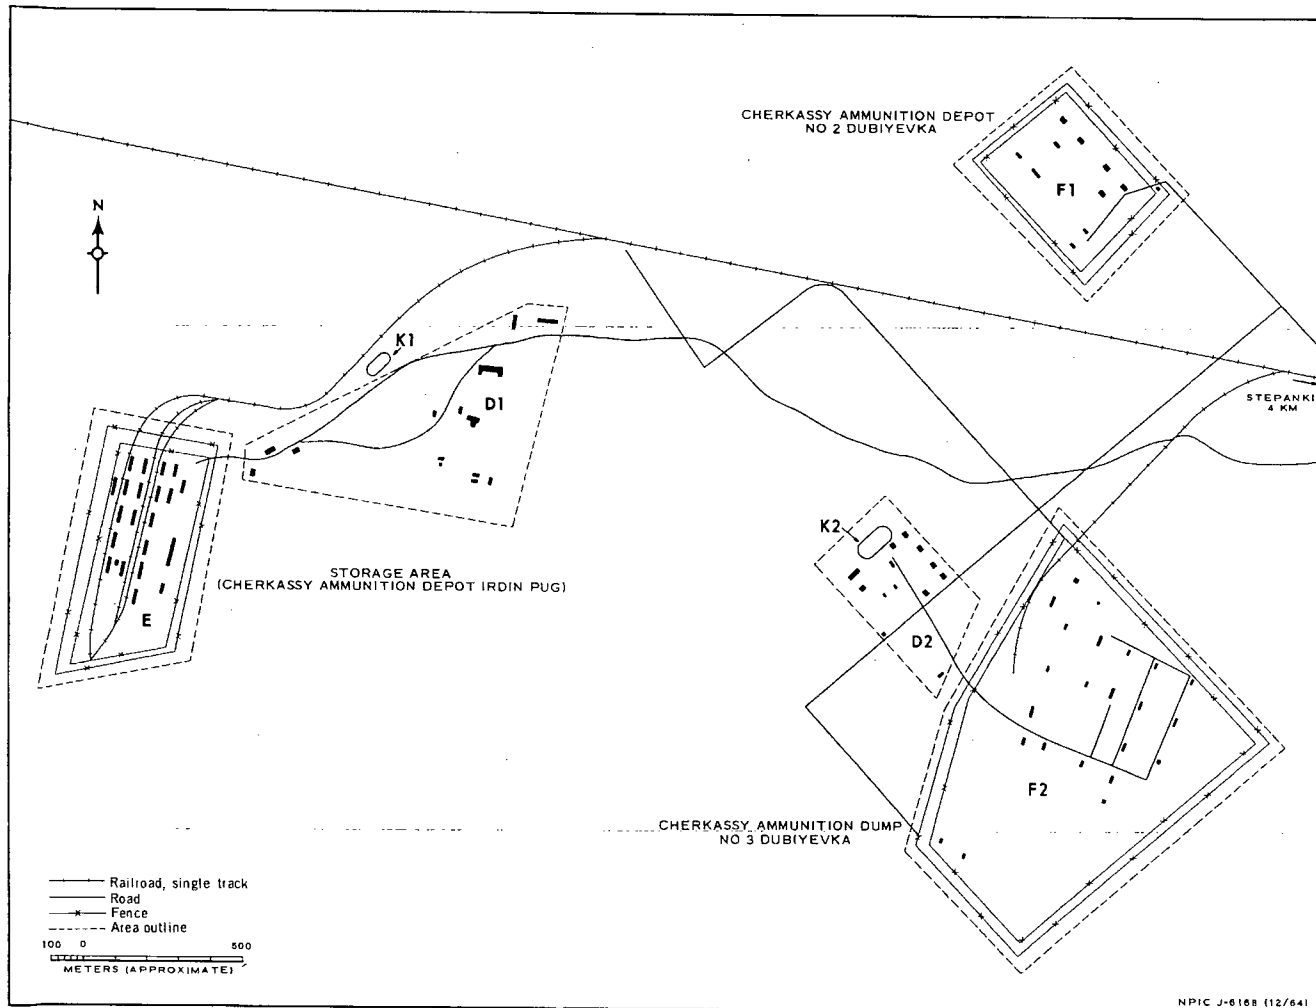 CHERKASSY AMMUNITION DEPOT
NO 2 DUBIYEVKA
F1
N
K1
D1
STEPANKI
4 KM
K2
STORAGE AREA
(CHERKASSY AMMUNITION DEPOT IRDIN PUG)
E
D2
F2
CHERKASSY AMMUNITION DUMP
NO 3 DUBIYEVKA
Railroad, single track
Road
Fence
Area outline
100 0 500
METERS (APPROXIMATE)
NPIC J-6168 (12/64)